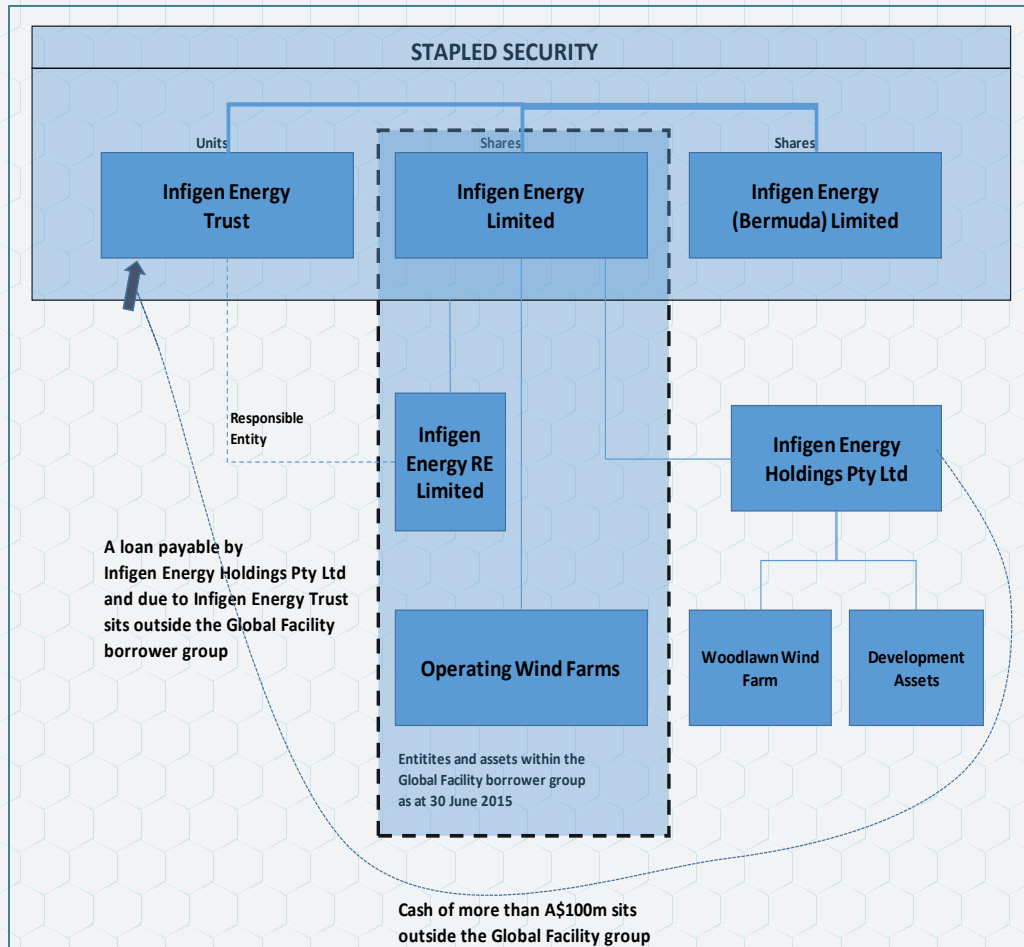 STAPLED SECURITY
Units
Shares
Shares
Infigen Energy
Trust
Infigen Energy
Limited
Infigen Energy
(Bermuda) Limited
Responsible
Entity
Infigen
Energy RE
Limited
Infigen Energy
Holdings Pty Ltd
A loan payable by
Infigen Energy Holdings Pty Ltd
and due to Infigen Energy Trust
sits outside the Global Facility
borrower group
Operating Wind Farms
Woodlawn Wind
Farm
Development
Assets
Entitites and assets within the
Global Facility borrower group
as at 30 June 2015
Cash of more than A$100m sits
outside the Global Facility group